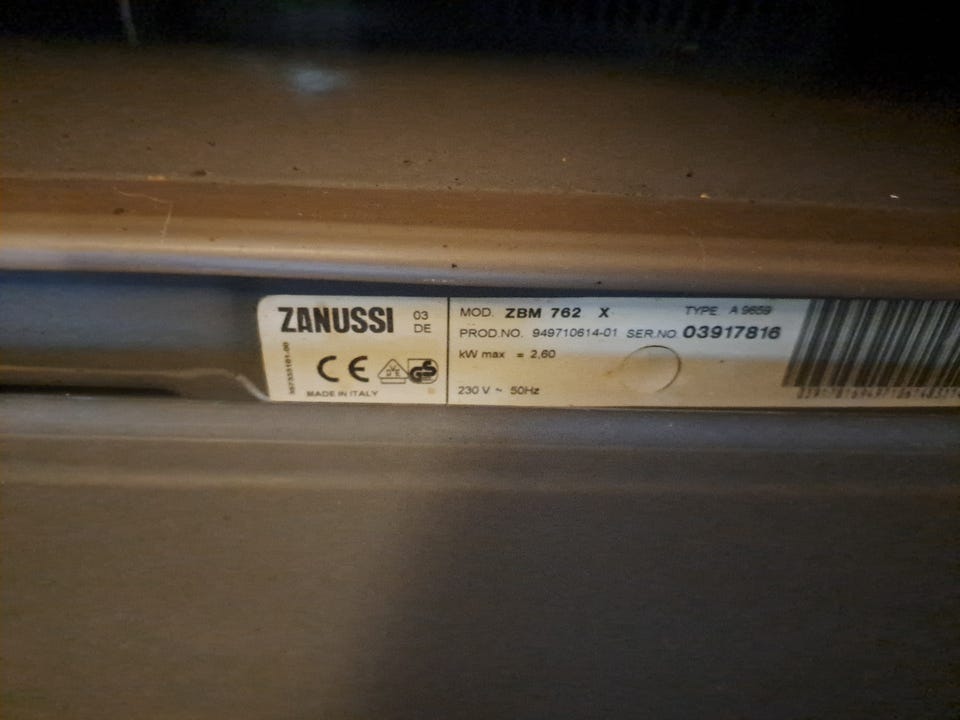 ZANUSSI 03
DE
CE
MADE IN ITALY
MOD. ZBM 762 X TYPE A 9659
PROD.NO. 949710614-01 SER.NO 03917816
kW max = 2,60
230 V ~ 50Hz